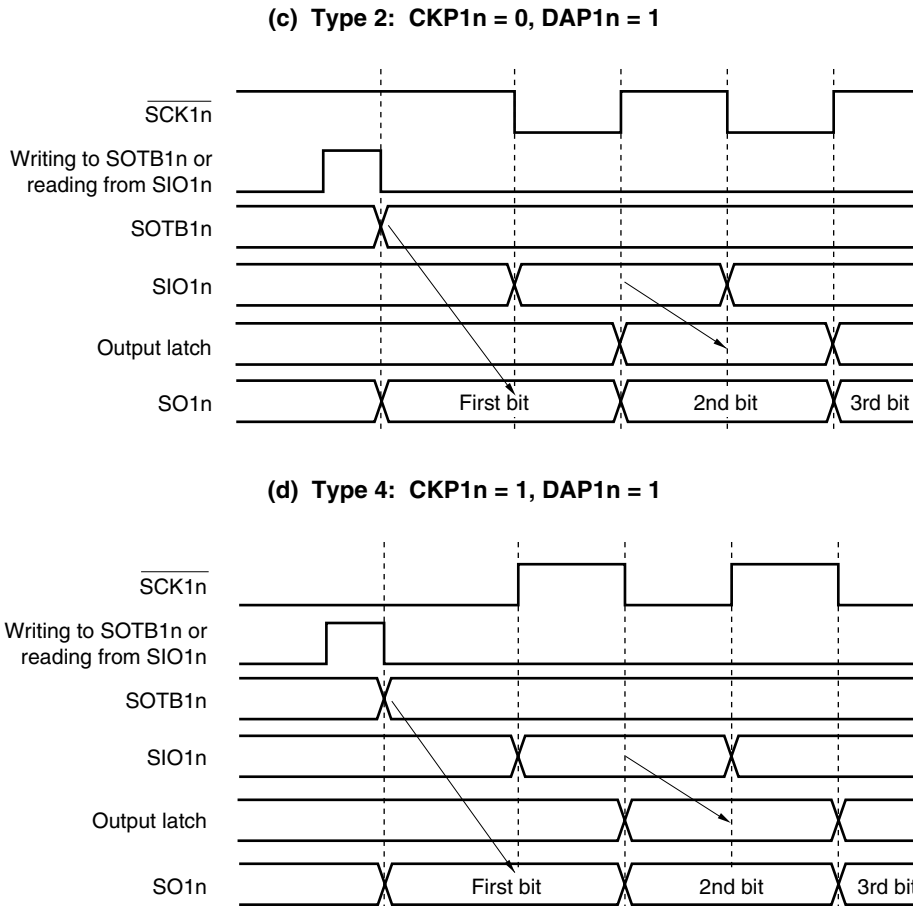 (c) Type 2: CKP1n = 0, DAP1n = 1
SCK1n
Writing to SOTB1n or
reading from SIO1n
SOTB1n
SIO1n
Output latch
SO1n
First bit
2nd bit
3rd bit
(d) Type 4: CKP1n = 1, DAP1n = 1
SCK1n
Writing to SOTB1n or
reading from SIO1n
SOTB1n
SIO1n
Output latch
SO1n
First bit
2nd bit
3rd bit